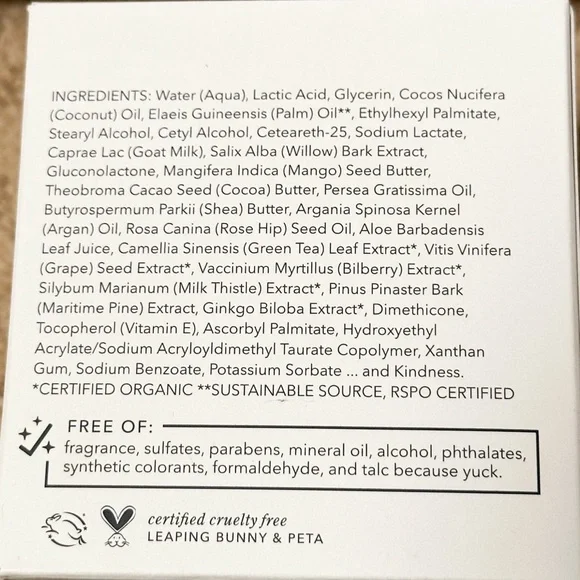 INGREDIENTS: Water (Aqua), Lactic Acid, Glycerin, Cocos Nucifera
(Coconut) Oil, Elaeis Guineensis (Palm) Oil**, Ethylhexyl Palmitate,
Stearyl Alcohol, Cetyl Alcohol, Ceteareth-25, Sodium Lactate,
Caprae Lac (Goat Milk), Salix Alba (Willow) Bark Extract,
Gluconolactone, Mangifera Indica (Mango) Seed Butter,
Theobroma Cacao Seed (Cocoa) Butter, Persea Gratissima Oil,
Butyrospermum Parkii (Shea) Butter, Argania Spinosa Kernel
(Argan) Oil, Rosa Canina (Rose Hip) Seed Oil, Aloe Barbadensis
Leaf Juice, Camellia Sinensis (Green Tea) Leaf Extract*, Vitis Vinifera
(Grape) Seed Extract*, Vaccinium Myrtillus (Bilberry) Extract*,
Silybum Marianum (Milk Thistle) Extract*, Pinus Pinaster Bark
(Maritime Pine) Extract, Ginkgo Biloba Extract*, Dimethicone,
Tocopherol (Vitamin E), Ascorbyl Palmitate, Hydroxyethyl
Acrylate/Sodium Acryloyldimethyl Taurate Copolymer, Xanthan
Gum, Sodium Benzoate, Potassium Sorbate ... and Kindness.
*CERTIFIED ORGANIC **SUSTAINABLE SOURCE, RSPO CERTIFIED
FREE OF:
fragrance, sulfates, parabens, mineral oil, alcohol, phthalates,
synthetic colorants, formaldehyde, and talc because yuck.
certified cruelty free
LEAPING BUNNY & PETA